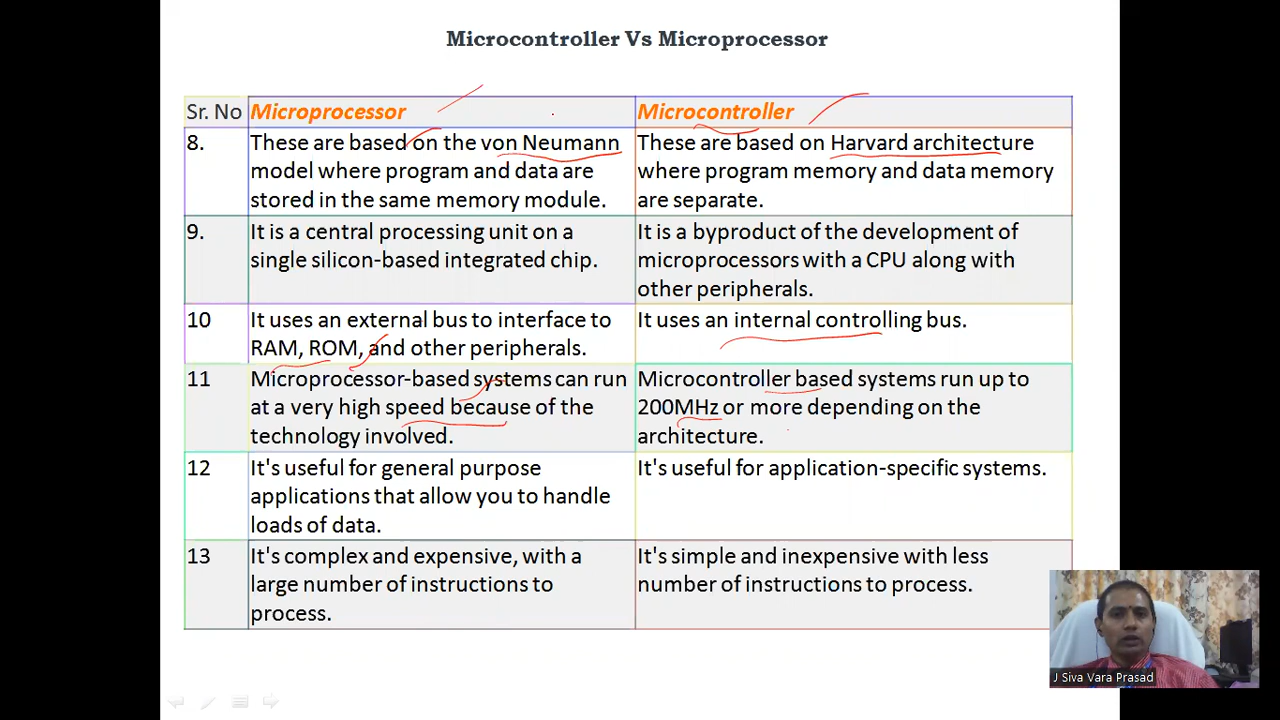 Microcontroller Vs Microprocessor
Sr. No Microprocessor Microcontroller
8. These are based on the von Neumann
model where program and data are
stored in the same memory module.
These are based on Harvard architecture
where program memory and data memory
are separate.
9. It is a central processing unit on a
single silicon-based integrated chip.
It is a byproduct of the development of
microprocessors with a CPU along with
other peripherals.
10 It uses an external bus to interface to
RAM, ROM, and other peripherals.
It uses an internal controlling bus.
11 Microprocessor-based systems can run
at a very high speed because of the
technology involved.
Microcontroller based systems run up to
200MHz or more depending on the
architecture.
12 It's useful for general purpose
applications that allow you to handle
loads of data.
It's useful for application-specific systems.
13 It's complex and expensive, with a
large number of instructions to
process.
It's simple and inexpensive with less
number of instructions to process.
J Siva Vara Prasad